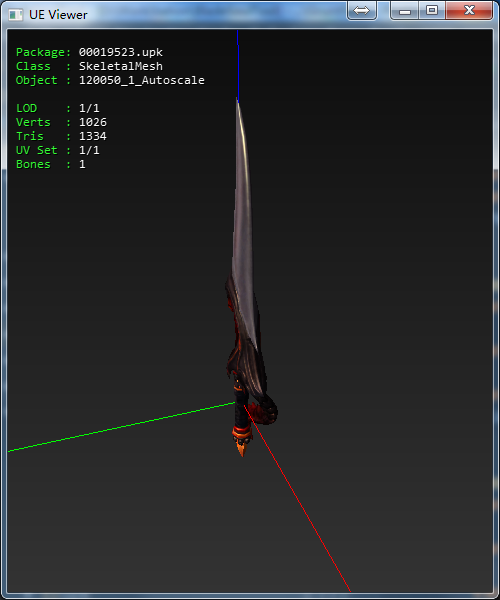 UE Viewer
Package: 00019523.upk
Class : SkeletalMesh
Object : 120050_1_Autoscale
LOD : 1/1
Verts : 1026
Tris : 1334
UV Set : 1/1
Bones : 1